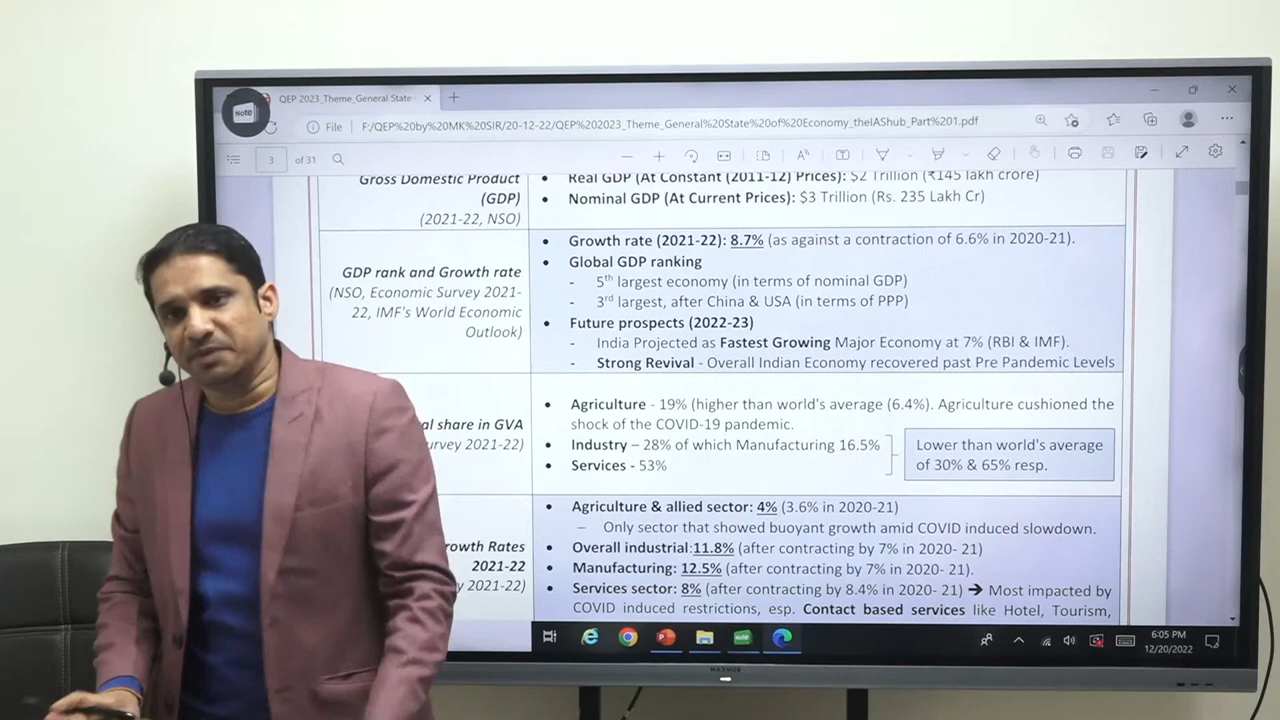 Note
QEP 2023_Theme_General State
File
F:/QEP%20by%20MK%20SIR/20-12-22/QEP%202023_Theme_General%20State%20of%20Economy_theIAShub_Part%201.pdf
3 of 31
Gross Domestic Product
(GDP)
(2021-22, NSO)
• Real GDP (At Constant (2011-12) Prices): $2 Trillion (₹145 lakh crore)
• Nominal GDP (At Current Prices): $3 Trillion (Rs. 235 Lakh Cr)
GDP rank and Growth rate
(NSO, Economic Survey 2021-
22, IMF's World Economic
Outlook)
• Growth rate (2021-22): 8.7% (as against a contraction of 6.6% in 2020-21).
• Global GDP ranking
- 5th largest economy (in terms of nominal GDP)
- 3rd largest, after China & USA (in terms of PPP)
• Future prospects (2022-23)
- India Projected as Fastest Growing Major Economy at 7% (RBI & IMF).
- Strong Revival - Overall Indian Economy recovered past Pre Pandemic Levels
al share in GVA
urvey 2021-22)
• Agriculture - 19% (higher than world's average (6.4%). Agriculture cushioned the
shock of the COVID-19 pandemic.
• Industry – 28% of which Manufacturing 16.5%
• Services - 53%
Lower than world's average
of 30% & 65% resp.
owth Rates
2021-22
y 2021-22)
• Agriculture & allied sector: 4% (3.6% in 2020-21)
– Only sector that showed buoyant growth amid COVID induced slowdown.
• Overall industrial:11.8% (after contracting by 7% in 2020- 21)
• Manufacturing: 12.5% (after contracting by 7% in 2020- 21).
• Services sector: 8% (after contracting by 8.4% in 2020- 21) → Most impacted by
COVID induced restrictions, esp. Contact based services like Hotel, Tourism,
6:05 PM
12/20/2022
MAXHUB